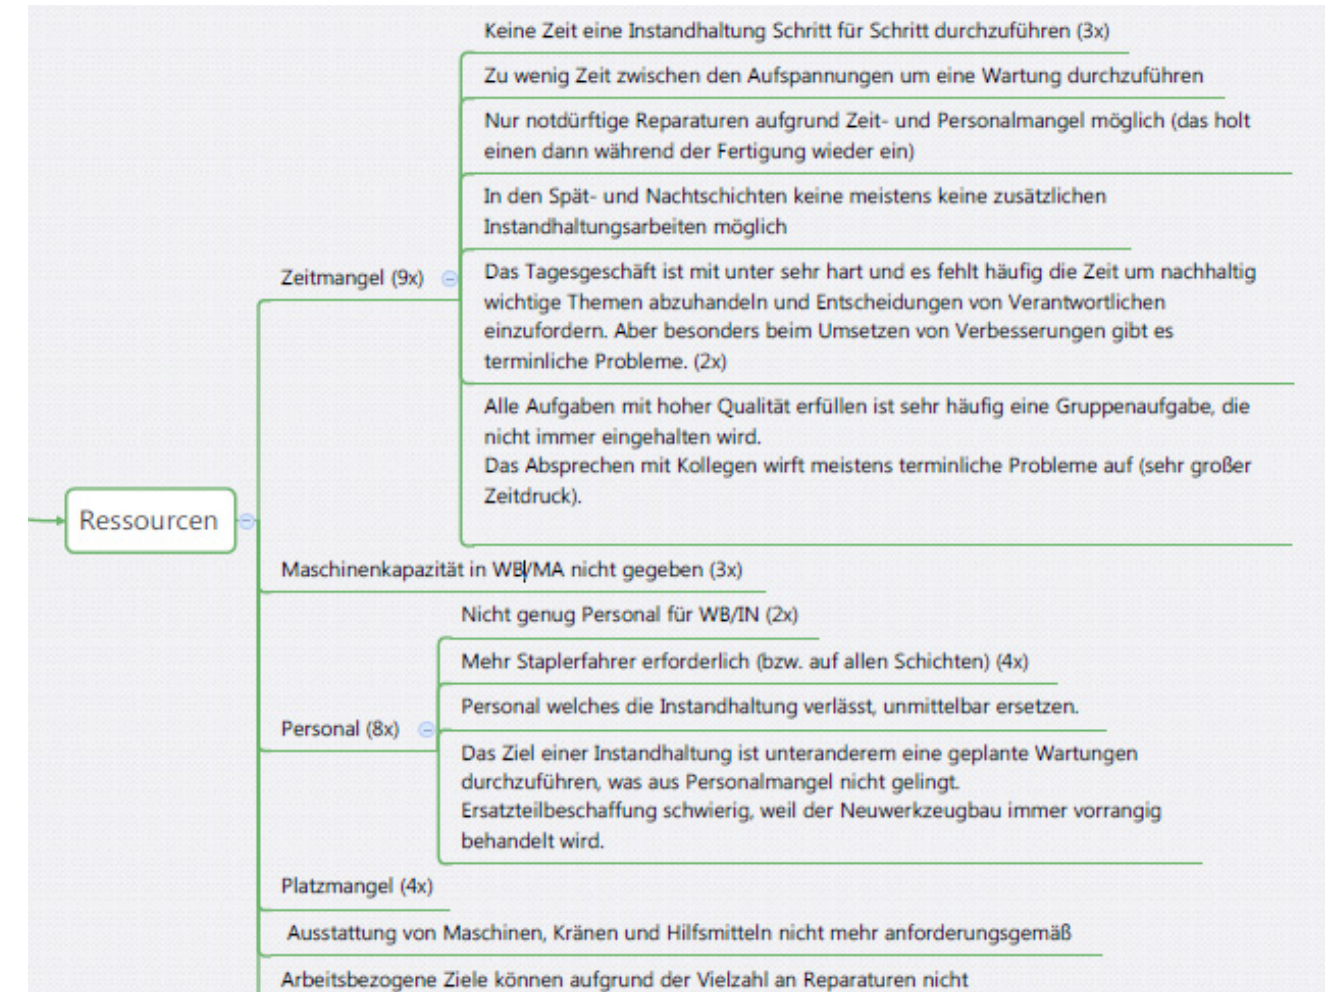 Keine Zeit eine Instandhaltung Schritt für Schritt durchzuführen (3x)
Zu wenig Zeit zwischen den Aufspannungen um eine Wartung durchzuführen
Nur notdürftige Reparaturen aufgrund Zeit- und Personalmangel möglich (das holt
einen dann während der Fertigung wieder ein)
In den Spät- und Nachtschichten keine meistens keine zusätzlichen
Instandhaltungsarbeiten möglich
Zeitmangel (9x)
Das Tagesgeschäft ist mit unter sehr hart und es fehlt häufig die Zeit um nachhaltig
wichtige Themen abzuhandeln und Entscheidungen von Verantwortlichen
einzufordern. Aber besonders beim Umsetzen von Verbesserungen gibt es
terminliche Probleme. (2x)
Alle Aufgaben mit hoher Qualität erfüllen ist sehr häufig eine Gruppenaufgabe, die
nicht immer eingehalten wird.
Das Absprechen mit Kollegen wirft meistens terminliche Probleme auf (sehr großer
Zeitdruck).
Ressourcen
Maschinenkapazität in WB/MA nicht gegeben (3x)
Nicht genug Personal für WB/IN (2x)
Mehr Staplerfahrer erforderlich (bzw. auf allen Schichten) (4x)
Personal welches die Instandhaltung verlässt, unmittelbar ersetzen.
Personal (8x)
Das Ziel einer Instandhaltung ist unteranderem eine geplante Wartungen
durchzuführen, was aus Personalmangel nicht gelingt.
Ersatzteilbeschaffung schwierig, weil der Neuwerkzeugbau immer vorrangig
behandelt wird.
Platzmangel (4x)
Ausstattung von Maschinen, Kränen und Hilfsmitteln nicht mehr anforderungsgemäß
Arbeitsbezogene Ziele können aufgrund der Vielzahl an Reparaturen nicht